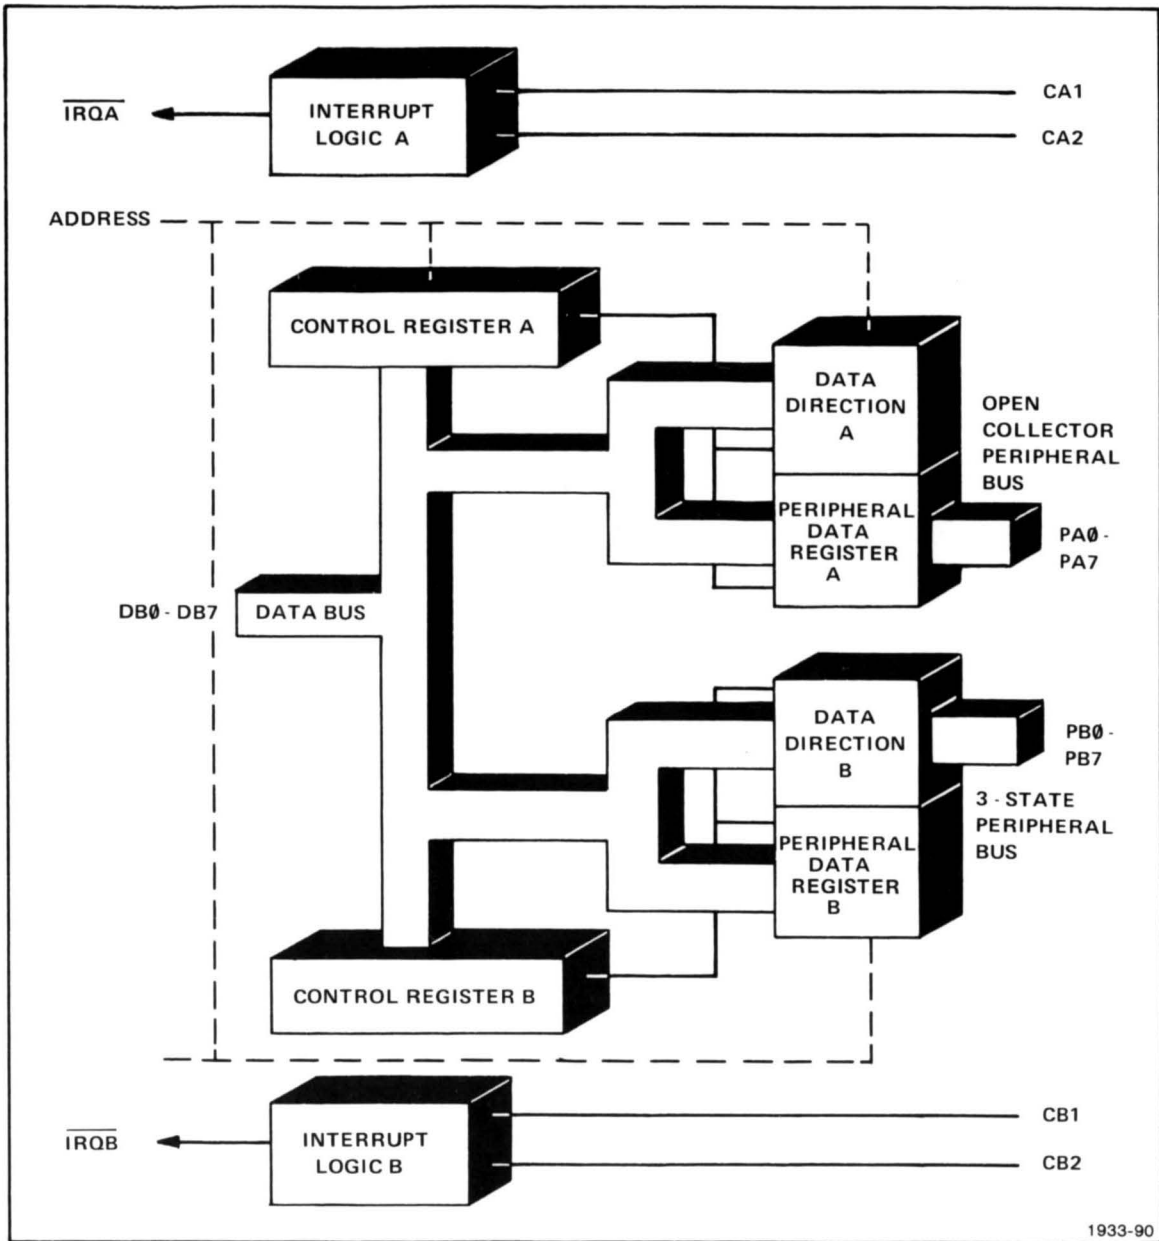 IRQA
INTERRUPT
LOGIC A
CA1
CA2
ADDRESS
CONTROL REGISTER A
DATA
DIRECTION
A
OPEN
COLLECTOR
PERIPHERAL
BUS
PERIPHERAL
DATA
REGISTER
A
PAØ-
PA7
DBØ - DB7
DATA BUS
DATA
DIRECTION
B
PBØ-
PB7
3 - STATE
PERIPHERAL
BUS
PERIPHERAL
DATA
REGISTER
B
CONTROL REGISTER B
IRQB
INTERRUPT
LOGIC B
CB1
CB2
1933-90